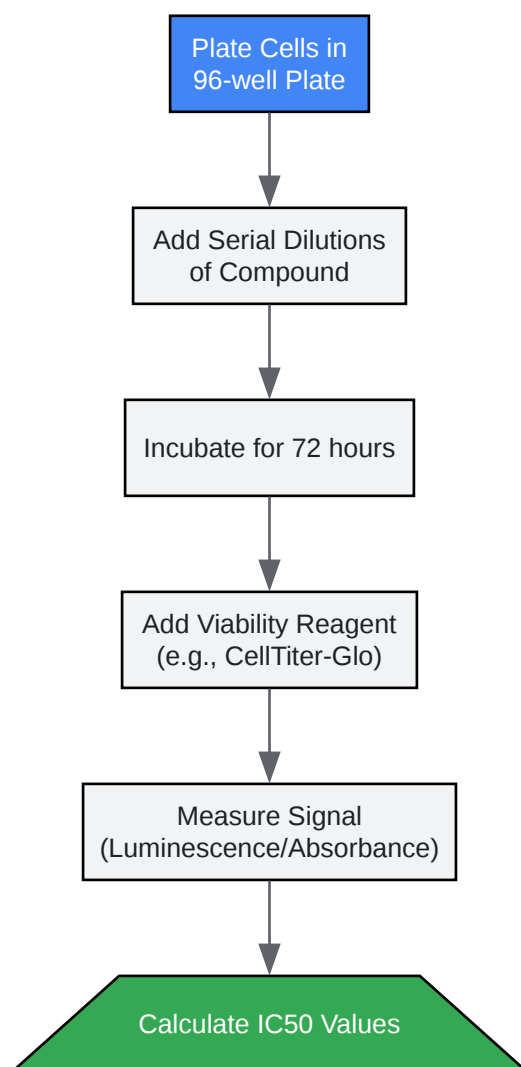 Plate Cells in
96-well Plate
Add Serial Dilutions
of Compound
Incubate for 72 hours
Add Viability Reagent
(e.g., CellTiter-Glo)
Measure Signal
(Luminescence/Absorbance)
Calculate IC50 Values